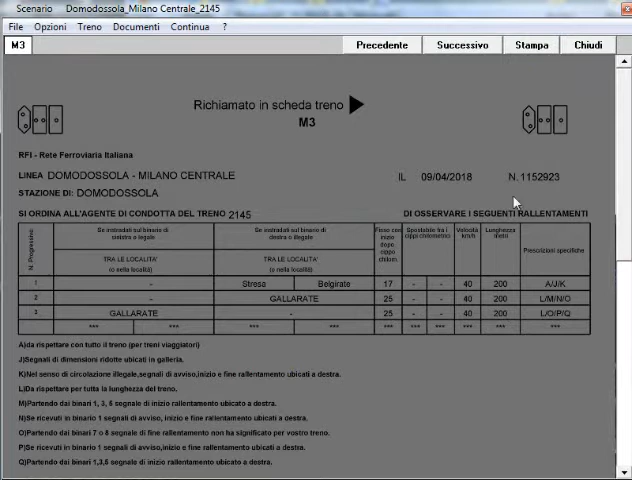 Scenario Domodossola_Milano Centrale_2145
File Opzioni Treno Documenti Continua ?
M3 Precedente Successivo Stampa Chiudi
Richiamato in scheda treno
M3
RFI - Rete Ferroviaria Italiana
LINEA DOMODOSSOLA - MILANO CENTRALE IL 09/04/2018 N. 1152923
STAZIONE DI: DOMODOSSOLA
SI ORDINA ALL'AGENTE DI CONDOTTA DEL TRENO 2145 DI OSSERVARE I SEGUENTI RALLENTAMENTI
N. Progressivo
Se instradati sul binario di sinistra o legale
Se instradati sul binario di destra o illegale
Fisso con inizio dopo cippo chilom.
Spostabile fra i cippi chilometrici
Velocità km/h
Lunghezza metri
Prescrizioni specifiche
TRA LE LOCALITA' (o nella località)
TRA LE LOCALITA' (o nella località)
1 - Stresa Belgirate 17 - - 40 200 A/J/K
2 - GALLARATE 25 - - 40 200 L/M/N/O
3 GALLARATE - 25 - - 40 200 L/O/P/Q
*** *** *** *** *** *** *** *** *** ***
A)da rispettare con tutto il treno (per treni viaggiatori)
J)Segnali di dimensioni ridotte ubicati in galleria.
K)Nel senso di circolazione illegale,segnali di avviso,inizio e fine rallentamento ubicati a destra.
L)Da rispettare per tutta la lunghezza del treno.
M)Partendo dai binari 1, 3, 5 segnale di inizio rallentamento ubicato a destra.
N)Se ricevuti in binario 1 segnali di avviso, inizio e fine rallentamento ubicati a destra.
O)Partendo dai binari 7 o 8 segnale di fine rallentamento non ha significato per vostro treno.
P)Se ricevuti in binario 1 segnali di avviso,inizio e fine rallentamento ubicati a destra.
Q)Partendo dai binari 1,3,5 segnale di inizio rallentamento ubicato a destra.